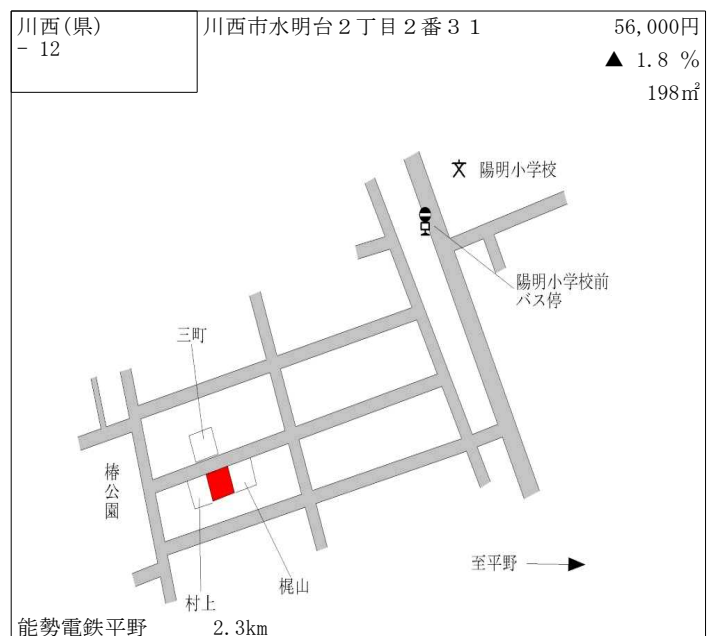 川西(県)
- 12
川西市水明台２丁目２番３１
56,000円
▲ 1.8 %
198㎡
陽明小学校
陽明小学校前
バス停
三町
椿公園
村上
梶山
至平野
能勢電鉄平野 2.3km